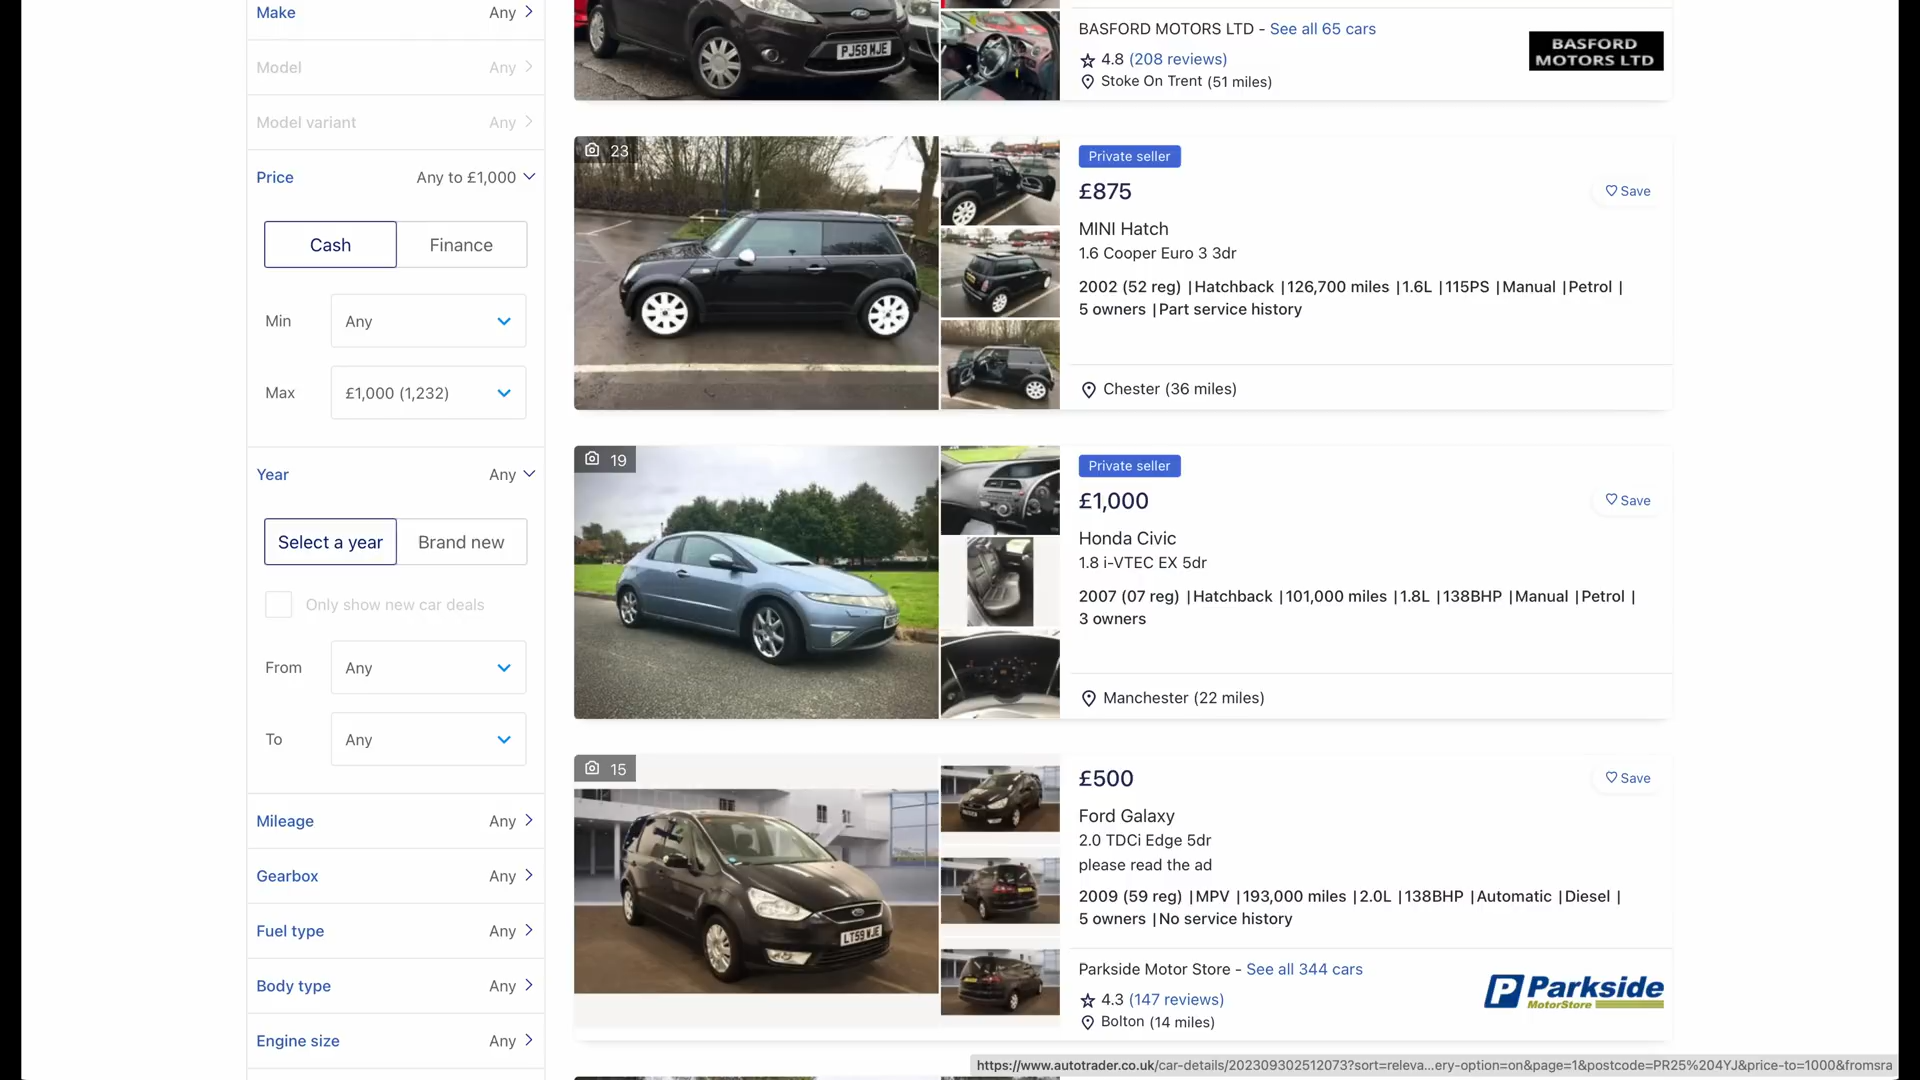 Make Any
Model Any
Model variant Any
Price Any to £1,000
Cash Finance
Min Any
Max £1,000 (1,232)
Year Any
Select a year Brand new
Only show new car deals
From Any
To Any
Mileage Any
Gearbox Any
Fuel type Any
Body type Any
Engine size Any
PJ58 MJE
BASFORD MOTORS LTD - See all 65 cars
4.8 (208 reviews)
Stoke On Trent (51 miles)
BASFORD
MOTORS LTD
23
Private seller
£875
Save
MINI Hatch
1.6 Cooper Euro 3 3dr
2002 (52 reg) |Hatchback |126,700 miles |1.6L |115PS |Manual |Petrol |
5 owners |Part service history
Chester (36 miles)
19
Private seller
£1,000
Save
Honda Civic
1.8 i-VTEC EX 5dr
2007 (07 reg) |Hatchback |101,000 miles |1.8L |138BHP |Manual |Petrol |
3 owners
Manchester (22 miles)
15
LT59 WJE
£500
Save
Ford Galaxy
2.0 TDCi Edge 5dr
please read the ad
2009 (59 reg) |MPV |193,000 miles |2.0L |138BHP |Automatic |Diesel |
5 owners |No service history
Parkside Motor Store - See all 344 cars
4.3 (147 reviews)
Bolton (14 miles)
P Parkside
MotorStore
https://www.autotrader.co.uk/car-details/202309302512073?sort=releva...ery-option=on&page=1&postcode=PR25%204YJ&price-to=1000&fromsra